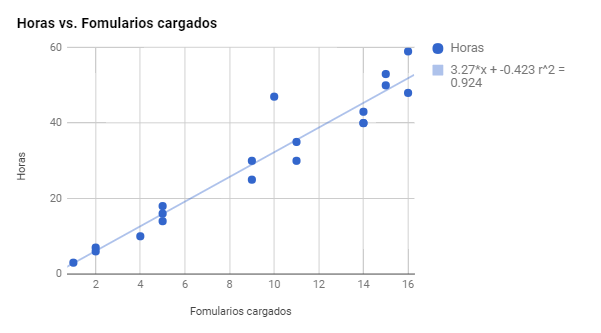 Horas vs. Fomularios cargados
Horas
3.27*x + -0.423 r^2 =
0.924
60
40
20
0
Horas
2 4 6 8 10 12 14 16
Fomularios cargados